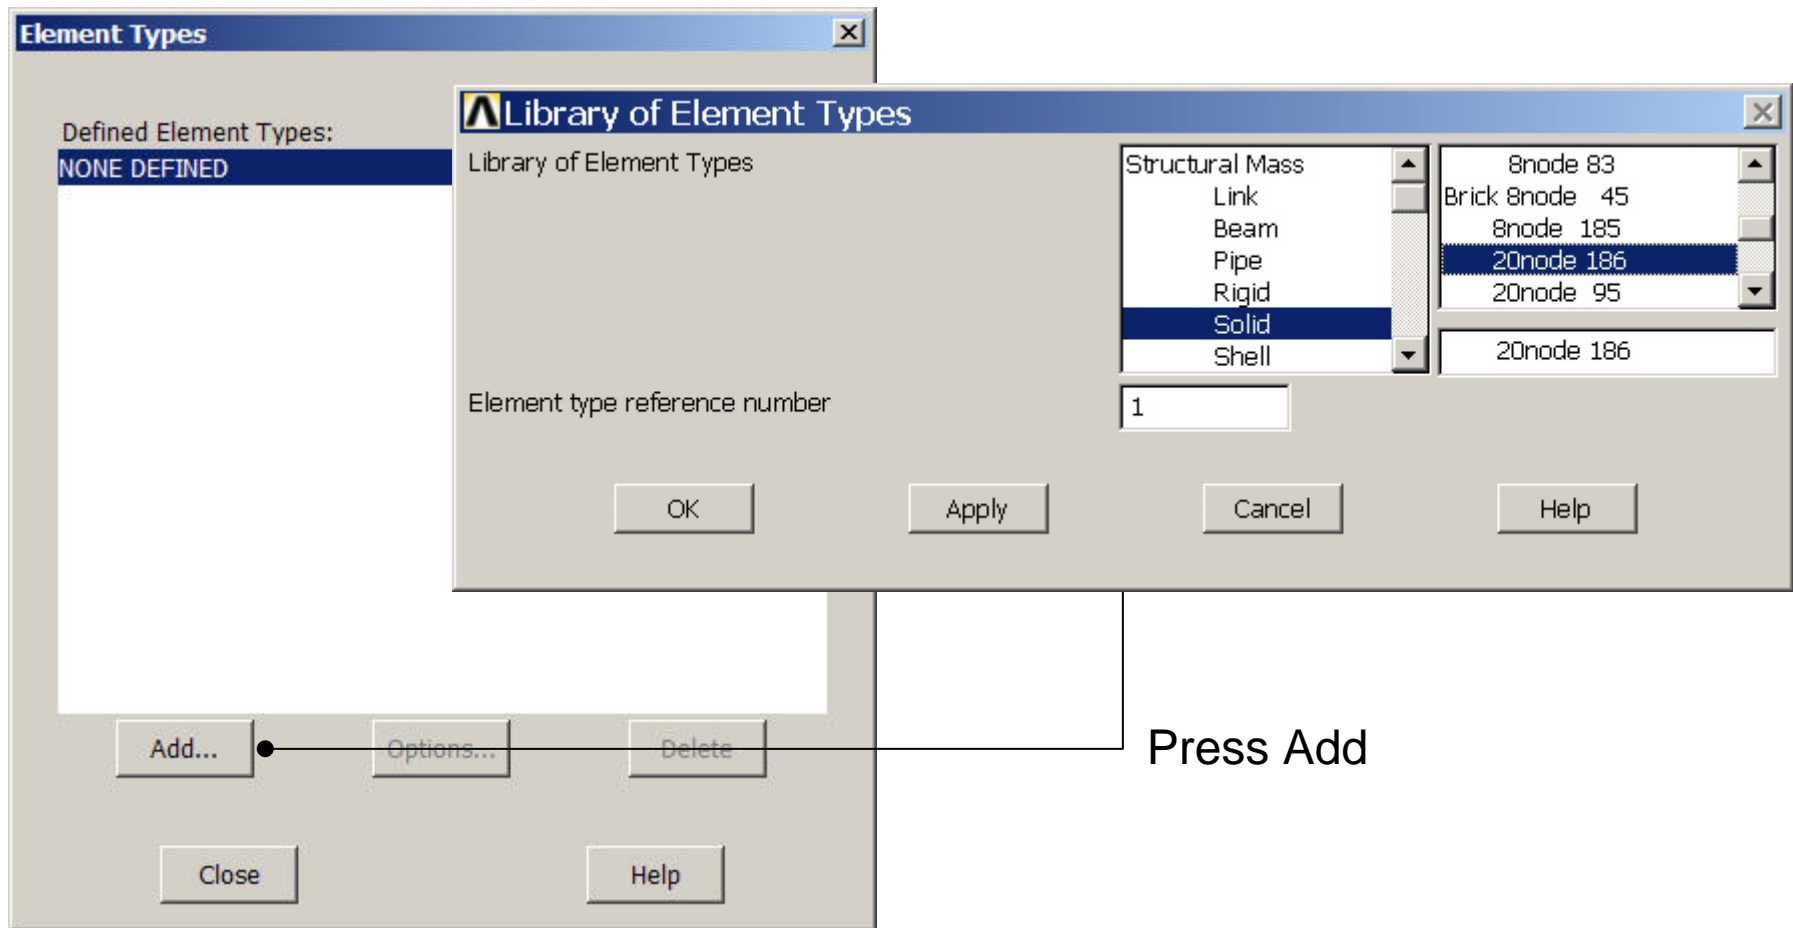 Element Types
Defined Element Types:
NONE DEFINED
Add...
Options...
Delete
Close
Help
Library of Element Types
Library of Element Types
Structural Mass
Link
Beam
Pipe
Rigid
Solid
Shell
8node 83
Brick 8node 45
8node 185
20node 186
20node 95
20node 186
Element type reference number
1
OK
Apply
Cancel
Help
Press Add